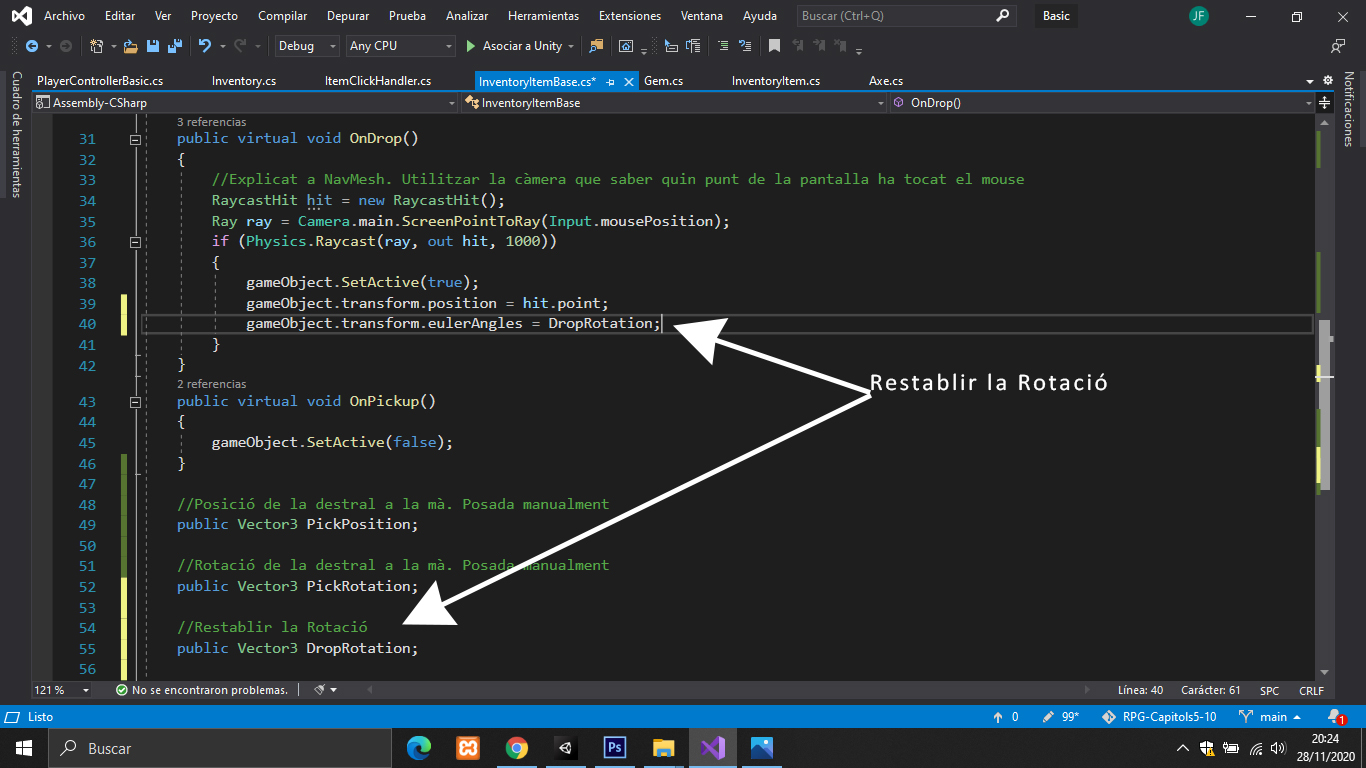 Archivo Editar Ver Proyecto Compilar Depurar Prueba Analizar Herramientas Extensiones Ventana Ayuda Buscar (Ctrl+Q) Basic JF
Debug Any CPU Asociar a Unity
PlayerControllerBasic.cs Inventory.cs ItemClickHandler.cs InventoryItemBase.cs* Gem.cs InventoryItem.cs Axe.cs
Cuadro de herramientas
Notificaciones
Assembly-CSharp InventoryItemBase OnDrop()
3 referencias
31 public virtual void OnDrop()
32 {
33 //Explicat a NavMesh. Utilitzar la càmera que saber quin punt de la pantalla ha tocat el mouse
34 RaycastHit hit = new RaycastHit();
35 Ray ray = Camera.main.ScreenPointToRay(Input.mousePosition);
36 if (Physics.Raycast(ray, out hit, 1000))
37 {
38 gameObject.SetActive(true);
39 gameObject.transform.position = hit.point;
40 gameObject.transform.eulerAngles = DropRotation;
41 }
42 }
Restablir la Rotació
2 referencias
43 public virtual void OnPickup()
44 {
45 gameObject.SetActive(false);
46 }
47
48 //Posició de la destral a la mà. Posada manualment
49 public Vector3 PickPosition;
50
51 //Rotació de la destral a la mà. Posada manualment
52 public Vector3 PickRotation;
53
54 //Restablir la Rotació
55 public Vector3 DropRotation;
56
121 % No se encontraron problemas. Línea: 40 Carácter: 61 SPC CRLF
Listo 0 99* RPG-Capitols5-10 main 1
Buscar Ps 20:24
28/11/2020